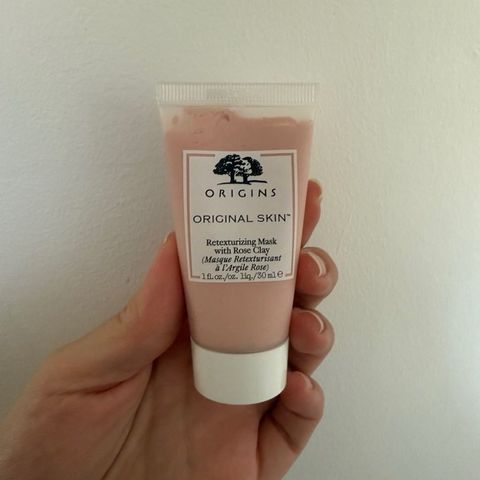 ORIGINS
ORIGINAL SKIN™
Retexturizing Mask
with Rose Clay
(Masque Retexturisant
à l'Argile Rose)
1 fl. oz./oz. liq./30 ml ℮